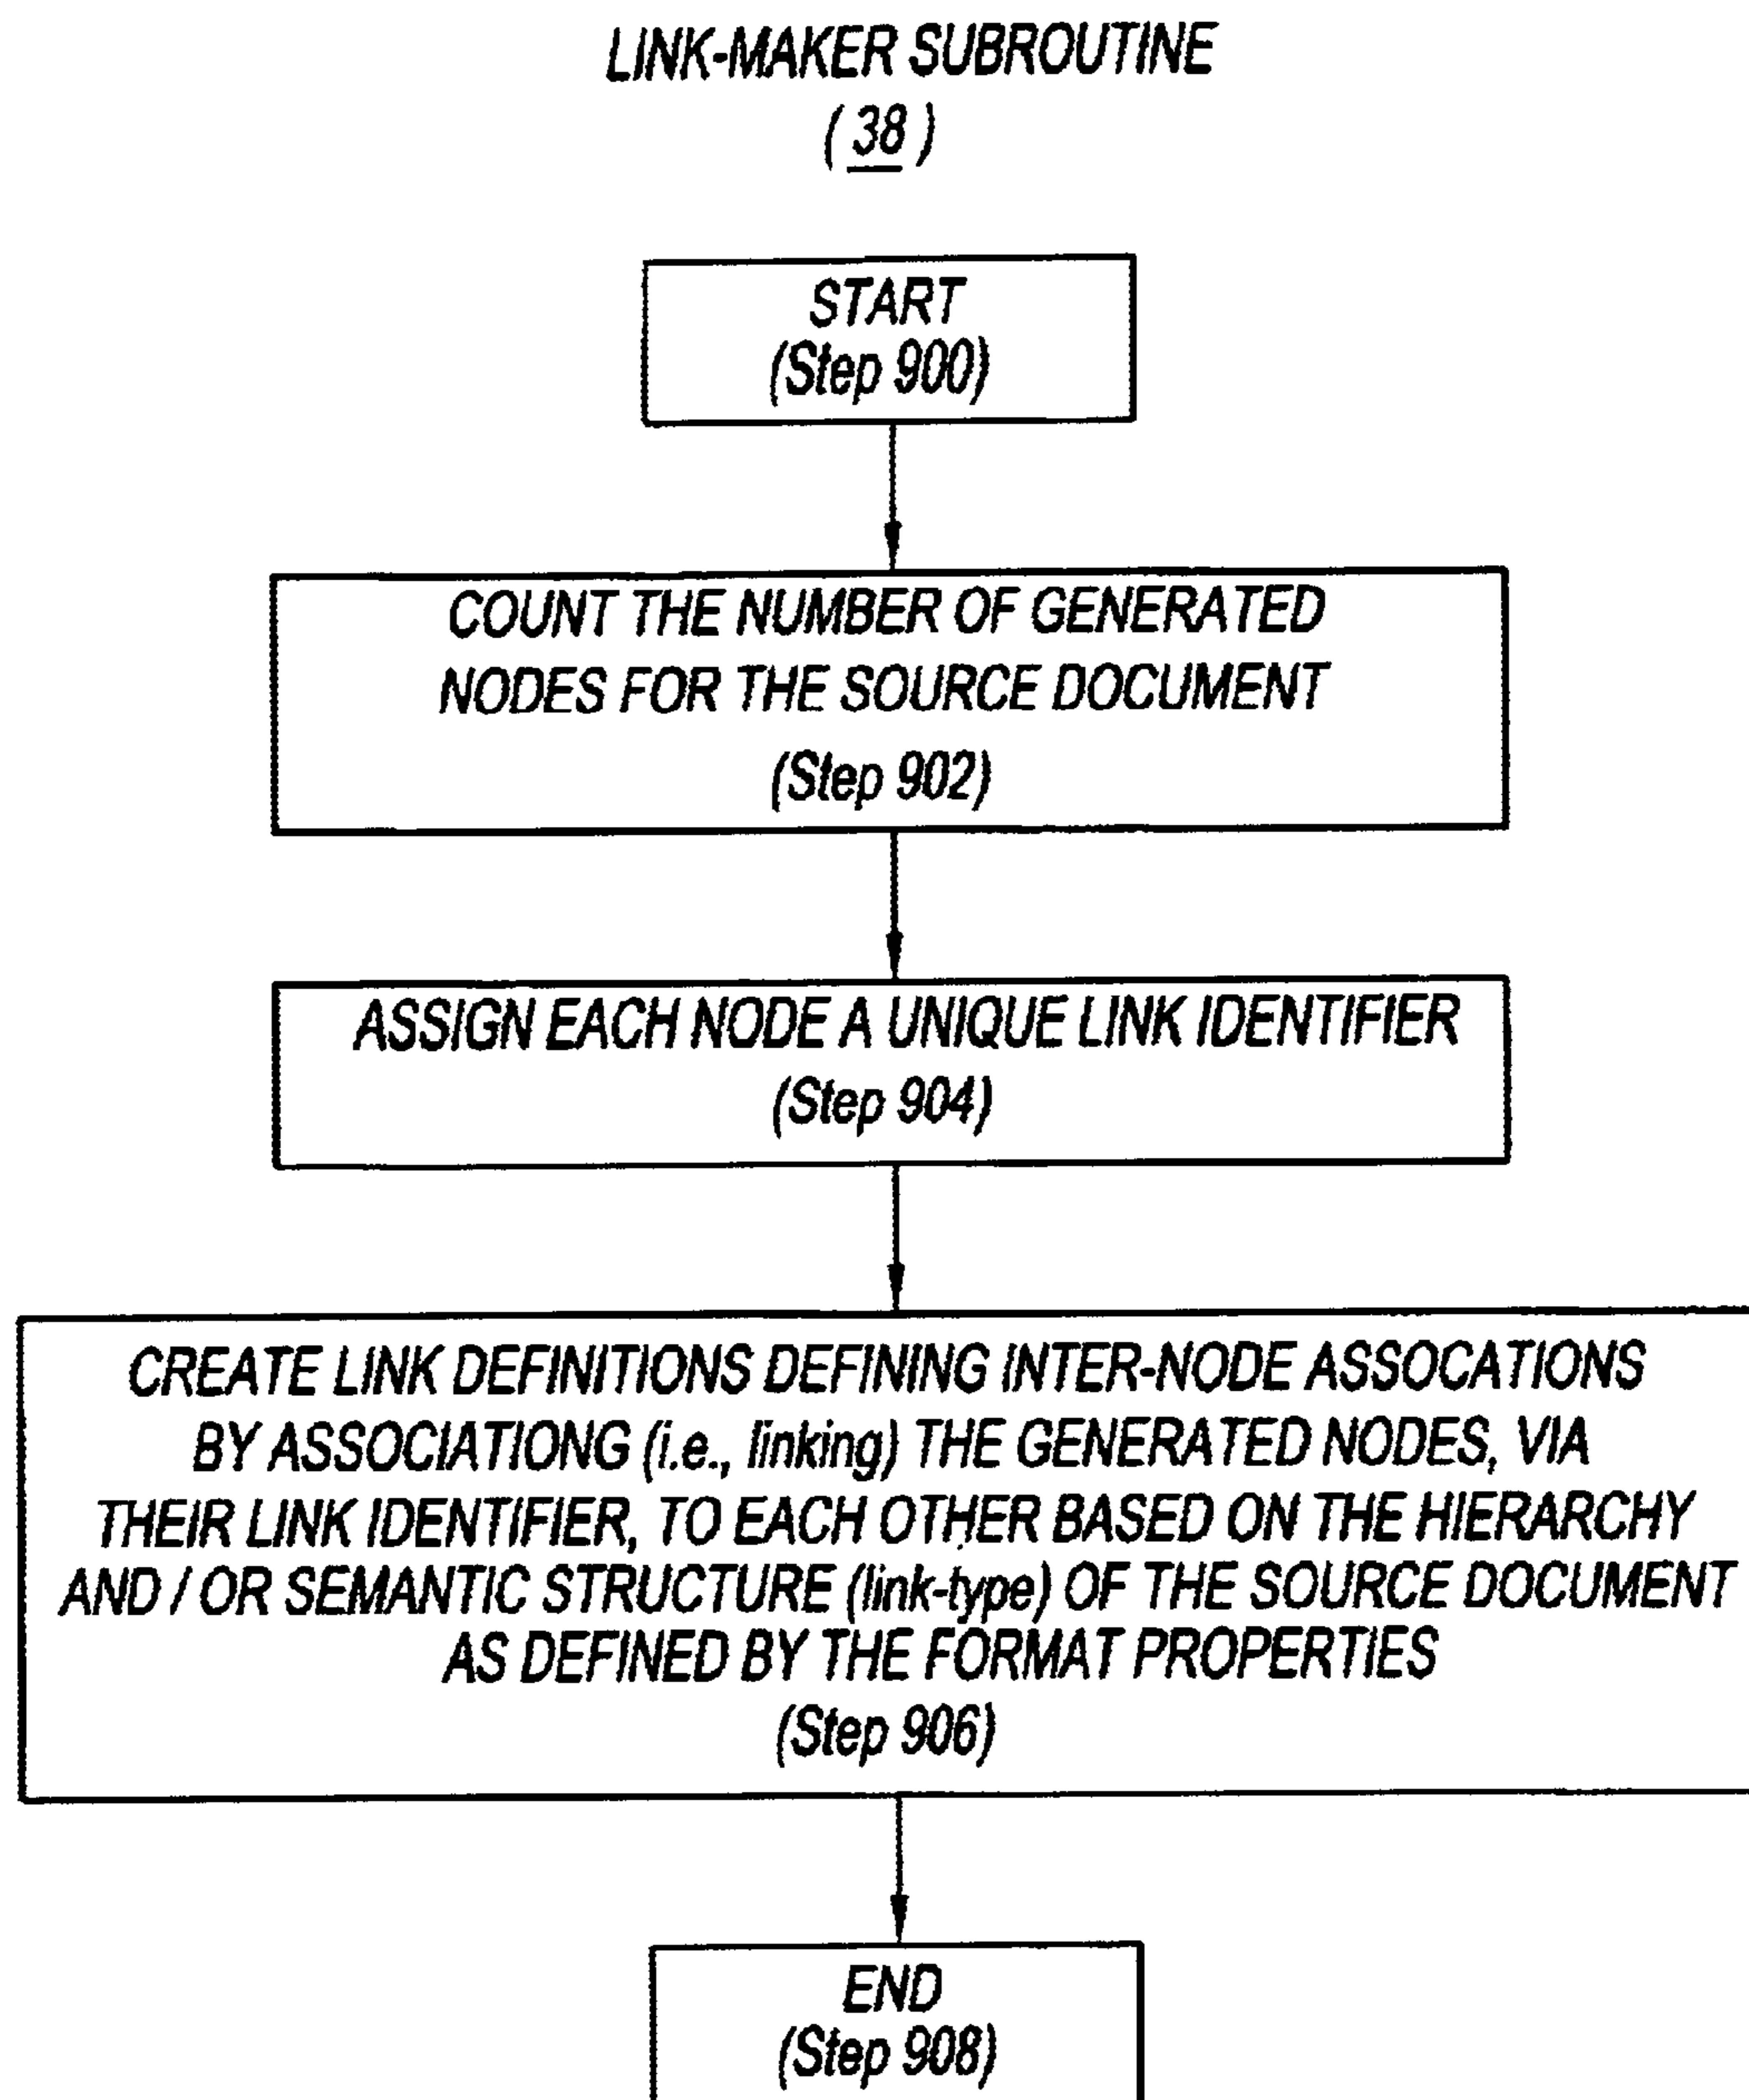 LINK-MAKER SUBROUTINE
(38)
START
(Step 900)
COUNT THE NUMBER OF GENERATED
NODES FOR THE SOURCE DOCUMENT
(Step 902)
ASSIGN EACH NODE A UNIQUE LINK IDENTIFIER
(Step 904)
CREATE LINK DEFINITIONS DEFINING INTER-NODE ASSOCATIONS
BY ASSOCIATIONG (i.e., linking) THE GENERATED NODES, VIA
THEIR LINK IDENTIFIER, TO EACH OTHER BASED ON THE HIERARCHY
AND / OR SEMANTIC STRUCTURE (link-type) OF THE SOURCE DOCUMENT
AS DEFINED BY THE FORMAT PROPERTIES
(Step 906)
END
(Step 908)